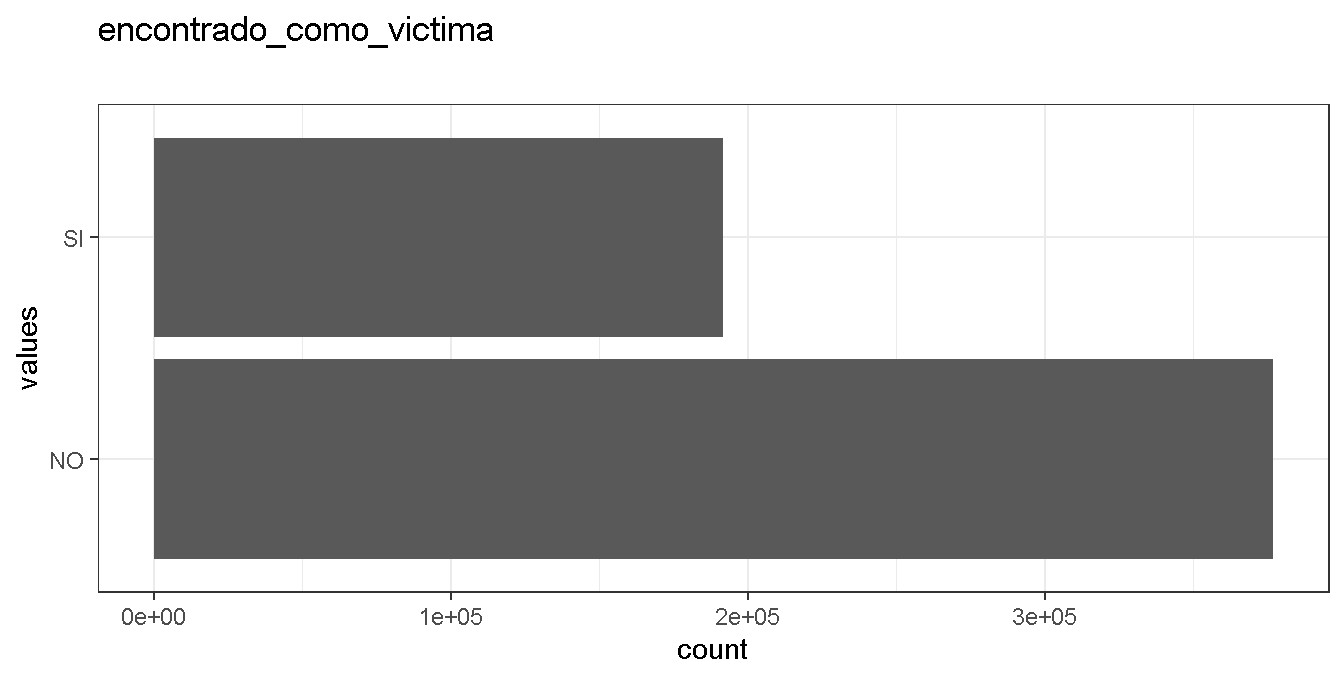 encontrado_como_victima
values
SI
NO
0e+00 1e+05 2e+05 3e+05
count